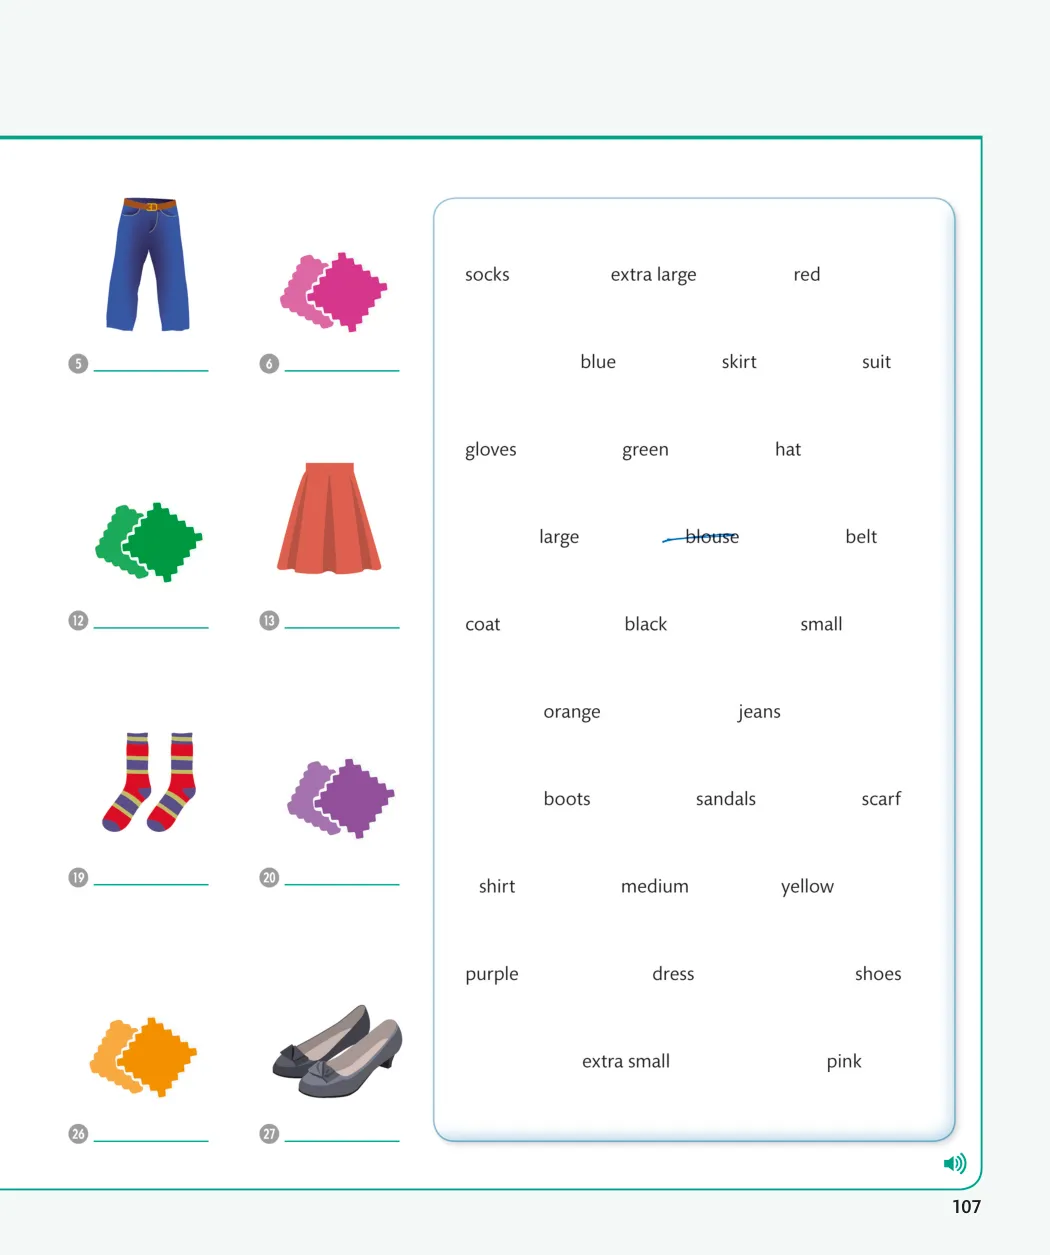 5
6
12
13
19
20
26
27
socks extra large red
blue skirt suit
gloves green hat
large blouse belt
coat black small
orange jeans
boots sandals scarf
shirt medium yellow
purple dress shoes
extra small pink
107